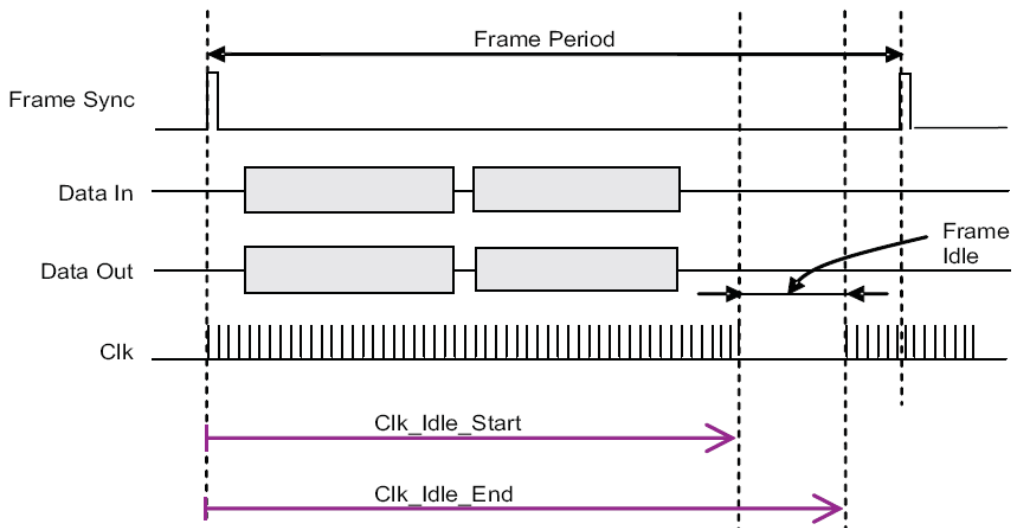 Frame Period
Frame Sync
Data In
Frame
Idle
Data Out
Clk
Clk_Idle_Start
Clk_Idle_End